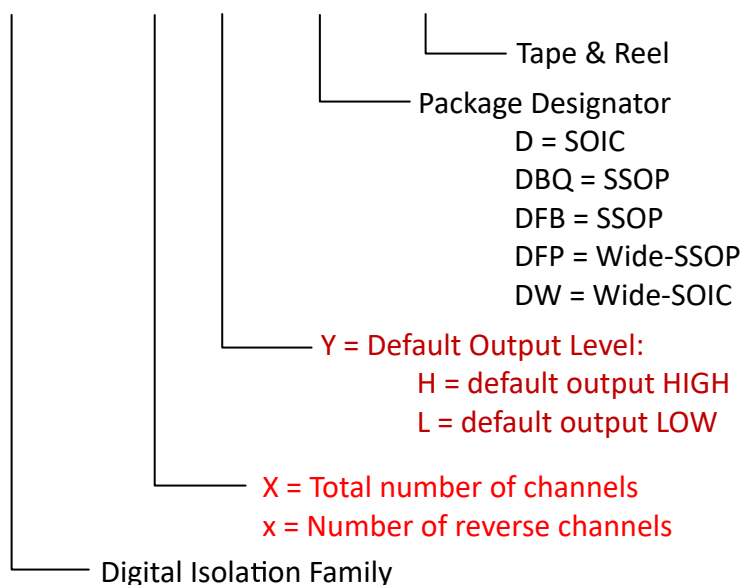 Tape & Reel
Package Designator
D = SOIC
DBQ = SSOP
DFB = SSOP
DFP = Wide-SSOP
DW = Wide-SOIC
Y = Default Output Level:
H = default output HIGH
L = default output LOW
X = Total number of channels
x = Number of reverse channels
Digital Isolation Family